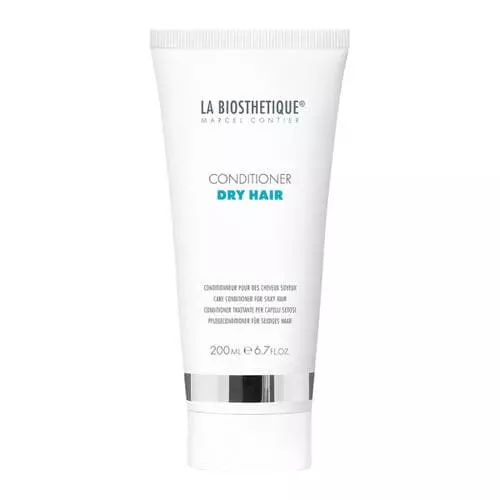 LA BIOSTHETIQUE®
MARCEL CONTIER
CONDITIONER
DRY HAIR
CONDITIONNEUR POUR DES CHEVEUX SOYEUX
CARE CONDITIONER FOR SILKY HAIR
CONDITIONER TRATTANTE PER CAPELLI SETOSI
PFLEGECONDITIONER FÜR SEIDIGES HAAR
200 ML ℮ 6.7 FL.OZ.